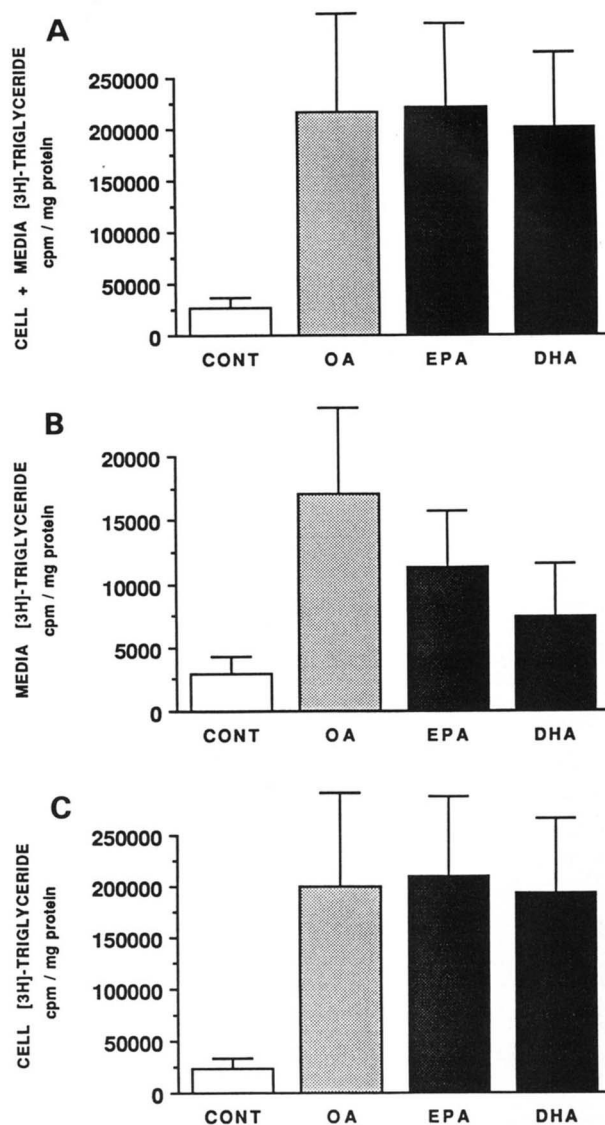 A
CELL + MEDIA [3H]-TRIGLYCERIDE
cpm / mg protein
250000
200000
150000
100000
50000
0
CONT OA EPA DHA
B
MEDIA [3H]-TRIGLYCERIDE
cpm / mg protein
20000
15000
10000
5000
0
CONT OA EPA DHA
C
CELL [3H]-TRIGLYCERIDE
cpm / mg protein
250000
200000
150000
100000
50000
0
CONT OA EPA DHA